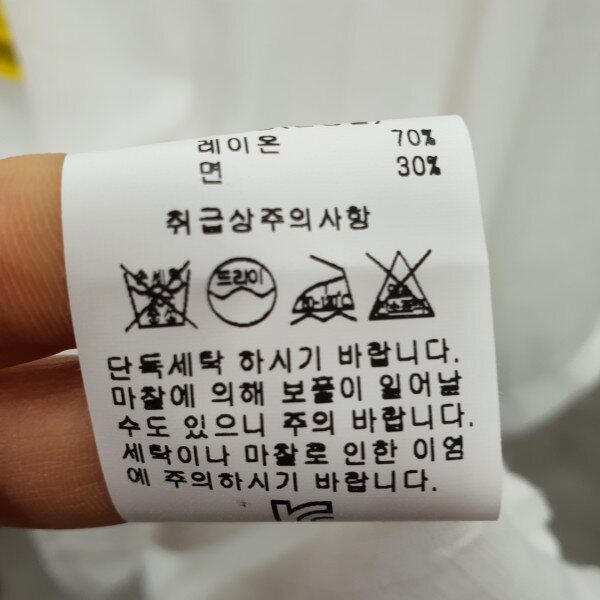 레이온 70%
면 30%
취급상주의사항
드라이
단독세탁 하시기 바랍니다.
마찰에 의해 보풀이 일어날
수도 있으니 주의 바랍니다.
세탁이나 마찰로 인한 이염
에 주의하시기 바랍니다.